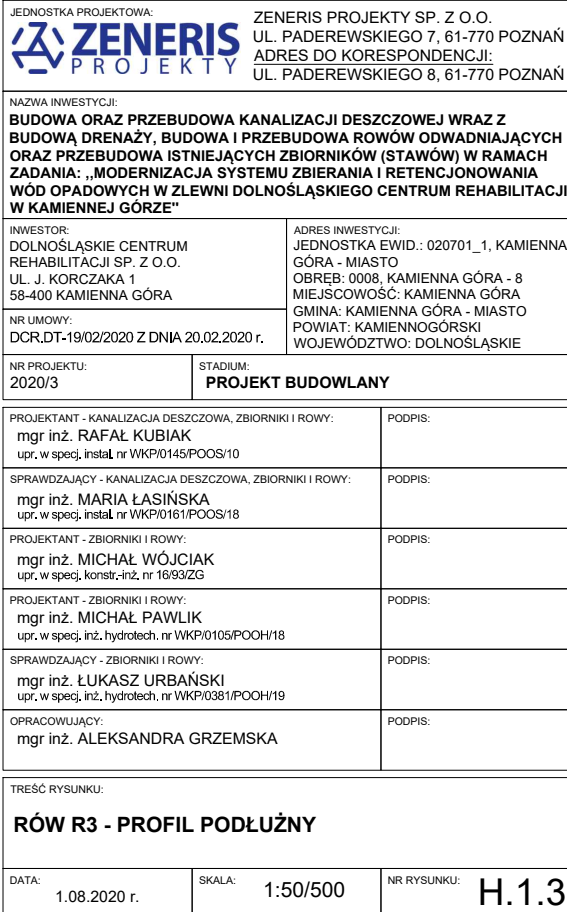 JEDNOSTKA PROJEKTOWA:
ZENERIS
PROJEKTY
ZENERIS PROJEKTY SP. Z O.O.
UL. PADEREWSKIEGO 7, 61-770 POZNAŃ
ADRES DO KORESPONDENCJI:
UL. PADEREWSKIEGO 8, 61-770 POZNAŃ
NAZWA INWESTYCJI:
BUDOWA ORAZ PRZEBUDOWA KANALIZACJI DESZCZOWEJ WRAZ Z
BUDOWĄ DRENAŻY, BUDOWA I PRZEBUDOWA ROWÓW ODWADNIAJĄCYCH
ORAZ PRZEBUDOWA ISTNIEJĄCYCH ZBIORNIKÓW (STAWÓW) W RAMACH
ZADANIA: ,,MODERNIZACJA SYSTEMU ZBIERANIA I RETENCJONOWANIA
WÓD OPADOWYCH W ZLEWNI DOLNOŚLĄSKIEGO CENTRUM REHABILITACJI
W KAMIENNEJ GÓRZE"
INWESTOR:
DOLNOŚLĄSKIE CENTRUM
REHABILITACJI SP. Z O.O.
UL. J. KORCZAKA 1
58-400 KAMIENNA GÓRA
NR UMOWY:
DCR.DT-19/02/2020 Z DNIA 20.02.2020 r.
ADRES INWESTYCJI:
JEDNOSTKA EWID.: 020701_1, KAMIENNA
GÓRA - MIASTO
OBRĘB: 0008, KAMIENNA GÓRA - 8
MIEJSCOWOŚĆ: KAMIENNA GÓRA
GMINA: KAMIENNA GÓRA - MIASTO
POWIAT: KAMIENNOGÓRSKI
WOJEWÓDZTWO: DOLNOŚLĄSKIE
NR PROJEKTU:
2020/3
STADIUM:
PROJEKT BUDOWLANY
PROJEKTANT - KANALIZACJA DESZCZOWA, ZBIORNIKI I ROWY:
mgr inż. RAFAŁ KUBIAK
upr. w specj. instal. nr WKP/0145/POOS/10
PODPIS:
SPRAWDZAJĄCY - KANALIZACJA DESZCZOWA, ZBIORNIKI I ROWY:
mgr inż. MARIA ŁASIŃSKA
upr. w specj. instal. nr WKP/0161/POOS/18
PODPIS:
PROJEKTANT - ZBIORNIKI I ROWY:
mgr inż. MICHAŁ WÓJCIAK
upr. w specj. konstr.-inż. nr 16/93/ZG
PODPIS:
PROJEKTANT - ZBIORNIKI I ROWY:
mgr inż. MICHAŁ PAWLIK
upr. w specj. inż. hydrotech. nr WKP/0105/POOH/18
PODPIS:
SPRAWDZAJĄCY - ZBIORNIKI I ROWY:
mgr inż. ŁUKASZ URBAŃSKI
upr. w specj. inż. hydrotech. nr WKP/0381/POOH/19
PODPIS:
OPRACOWUJĄCY:
mgr inż. ALEKSANDRA GRZEMSKA
PODPIS:
TREŚĆ RYSUNKU:
RÓW R3 - PROFIL PODŁUŻNY
DATA:
1.08.2020 r.
SKALA:
1:50/500
NR RYSUNKU:
H.1.3